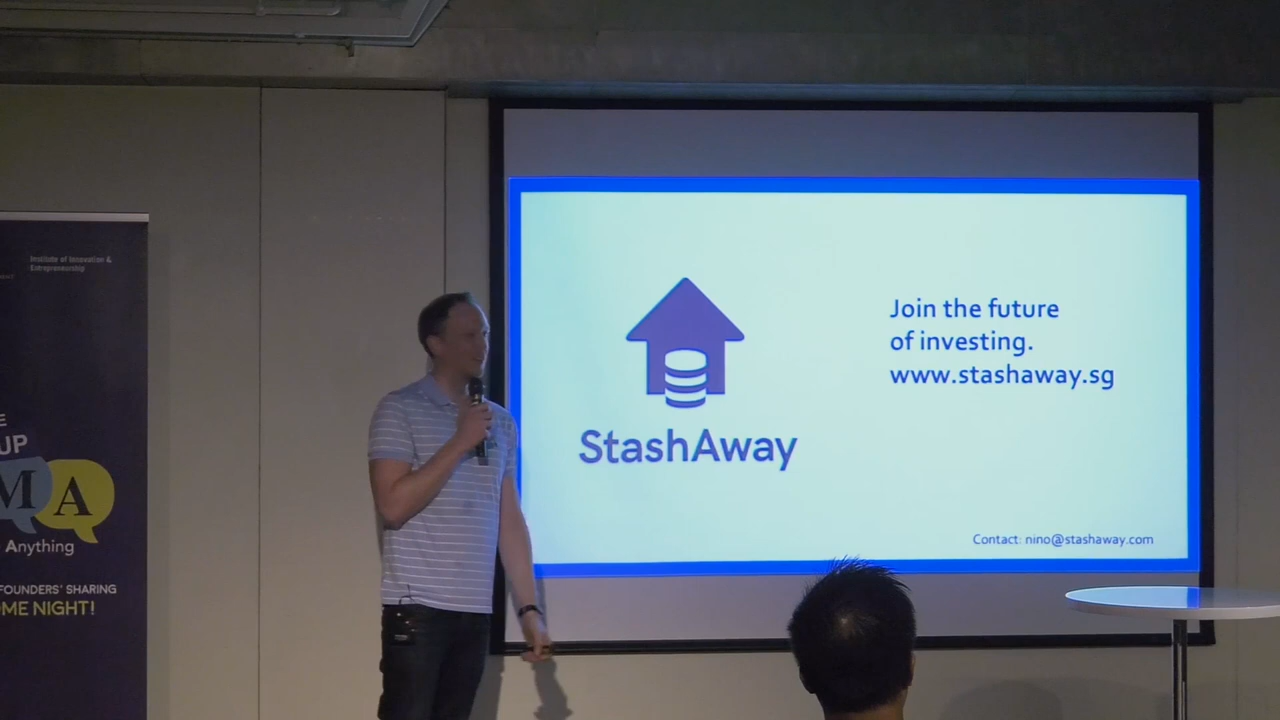 Institute of Innovation &
Entrepreneurship
UP
MA
Anything
FOUNDERS' SHARING
OME NIGHT!
StashAway
Join the future
of investing.
www.stashaway.sg
Contact: nino@stashaway.com